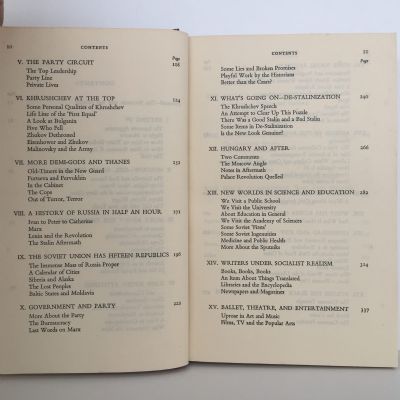 10
CONTENTS
Page
V. THE PARTY CIRCUIT 108
The Top Leadership
Party Line
Private Lives
VI. KHRUSHCHEV AT THE TOP 124
Some Personal Qualities of Khrushchev
Life Line of the "First Equal"
A Look at Bulganin
Five Who Fell
Zhukov Dethroned
Eisenhower and Zhukov
Malinovsky and the Army
VII. MORE DEMI-GODS AND THANES 152
Old-Timers in the New Guard
Furtseva and Pervukhin
In the Cabinet
The Cops
Out of Terror, Terror
VIII. A HISTORY OF RUSSIA IN HALF AN HOUR 171
Ivan to Peter to Catherine
Marx
Lenin and the Revolution
The Stalin Aftermath
IX. THE SOVIET UNION HAS FIFTEEN REPUBLICS 196
The Immense Mass of Russia Proper
A Calendar of Cities
Siberia and Alaska
The Lost Peoples
Baltic States and Moldavia
X. GOVERNMENT AND PARTY 222
More About the Party
The Bureaucracy
Last Words on Marx
CONTENTS
11
Page
Some Lies and Broken Promises
Playful Work by the Historians
Better than the Czars?
XI. WHAT'S GOING ON—DE-STALINIZATION 240
The Khrushchev Speech
An Attempt to Clear Up This Puzzle
There Was a Good Stalin and a Bad Stalin
Some Items in De-Stalinization
Is the New Look Genuine?
XII. HUNGARY AND AFTER 266
Two Comments
The Moscow Angle
Notes in Aftermath
Palace Revolution Quelled
XIII. NEW WORLDS IN SCIENCE AND EDUCATION 282
We Visit a Public School
We Visit the University
About Education in General
We Visit the Academy of Sciences
Some Soviet "Firsts"
Some Soviet Ingenuities
Medicine and Public Health
More About the Sputniks
XIV. WRITERS UNDER SOCIALIST REALISM 314
Books, Books, Books
An Item About Things Translated
Libraries and the Encyclopedia
Newspapers and Magazines
XV. BALLET, THEATRE, AND ENTERTAINMENT 337
Uproar in Art and Music
Films, TV and the Popular Arts